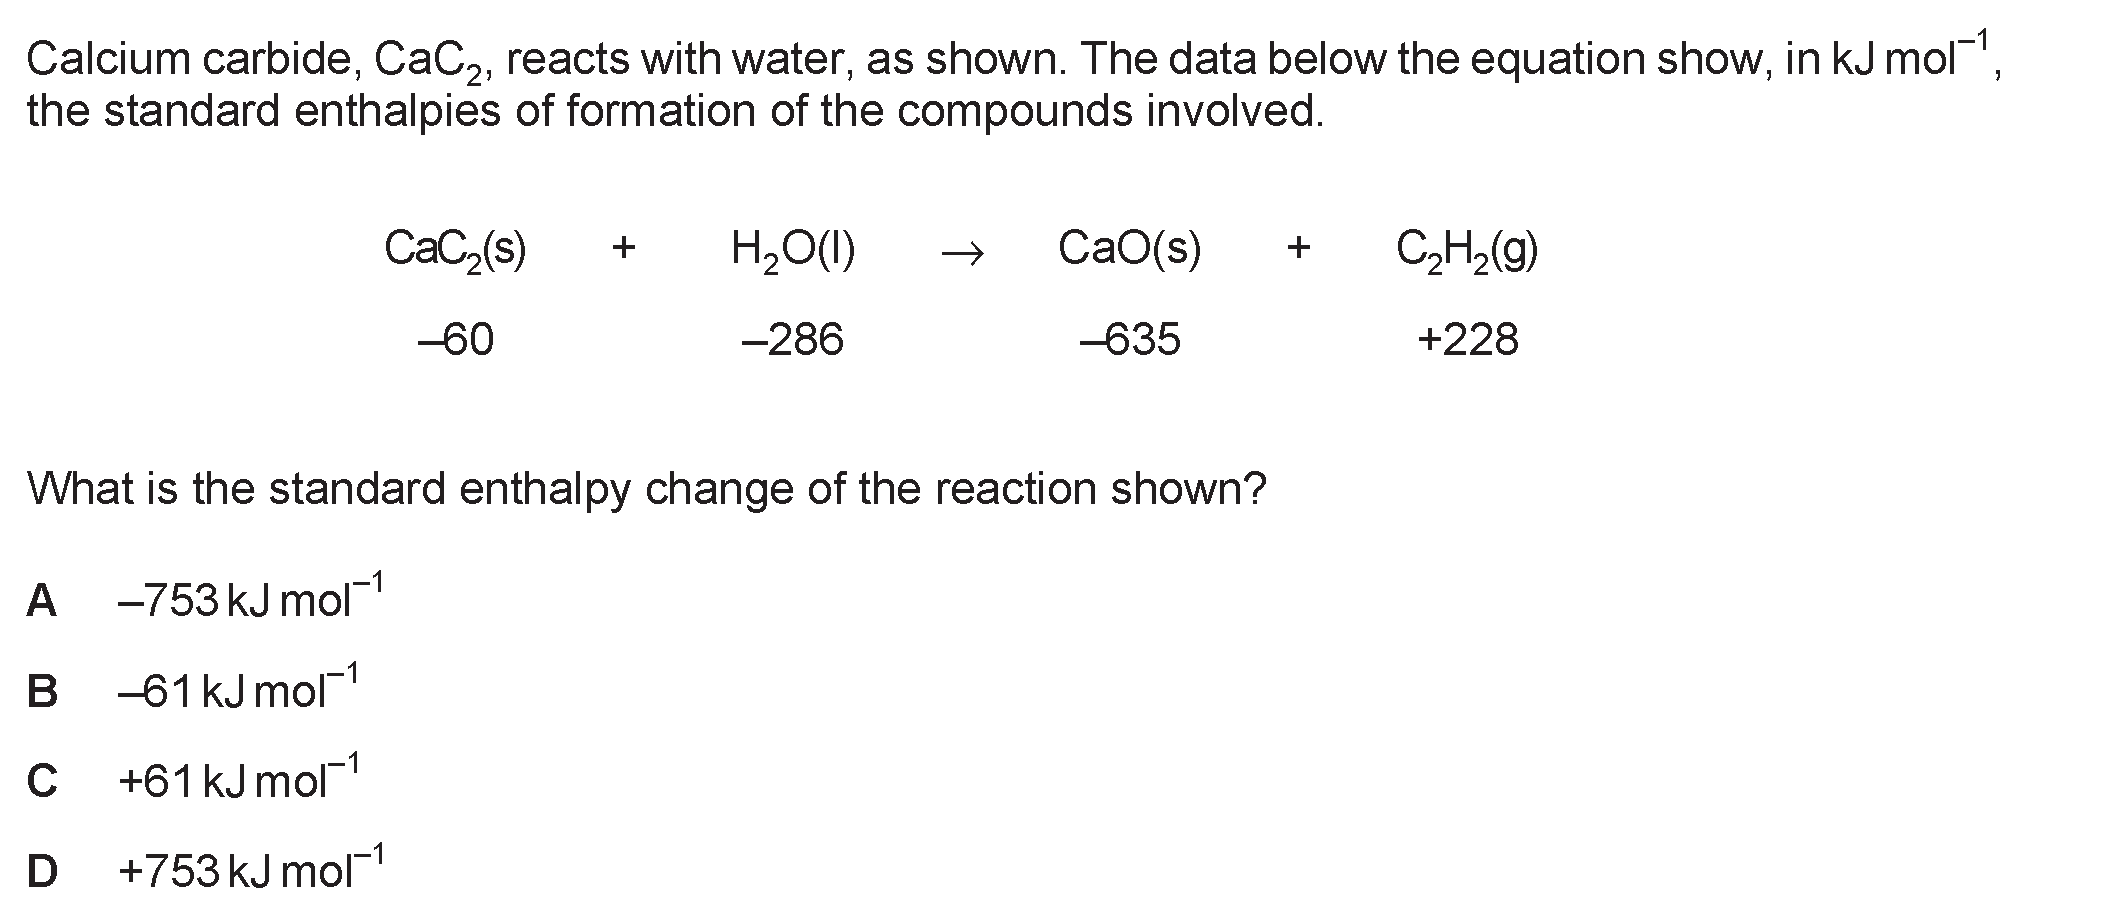 Calcium carbide, CaC₂, reacts with water, as shown. The data below the equation show, in kJ mol⁻¹,
the standard enthalpies of formation of the compounds involved.
CaC₂(s) + H₂O(l) → CaO(s) + C₂H₂(g)
–60 –286 –635 +228
What is the standard enthalpy change of the reaction shown?
A –753 kJ mol⁻¹
B –61 kJ mol⁻¹
C +61 kJ mol⁻¹
D +753 kJ mol⁻¹